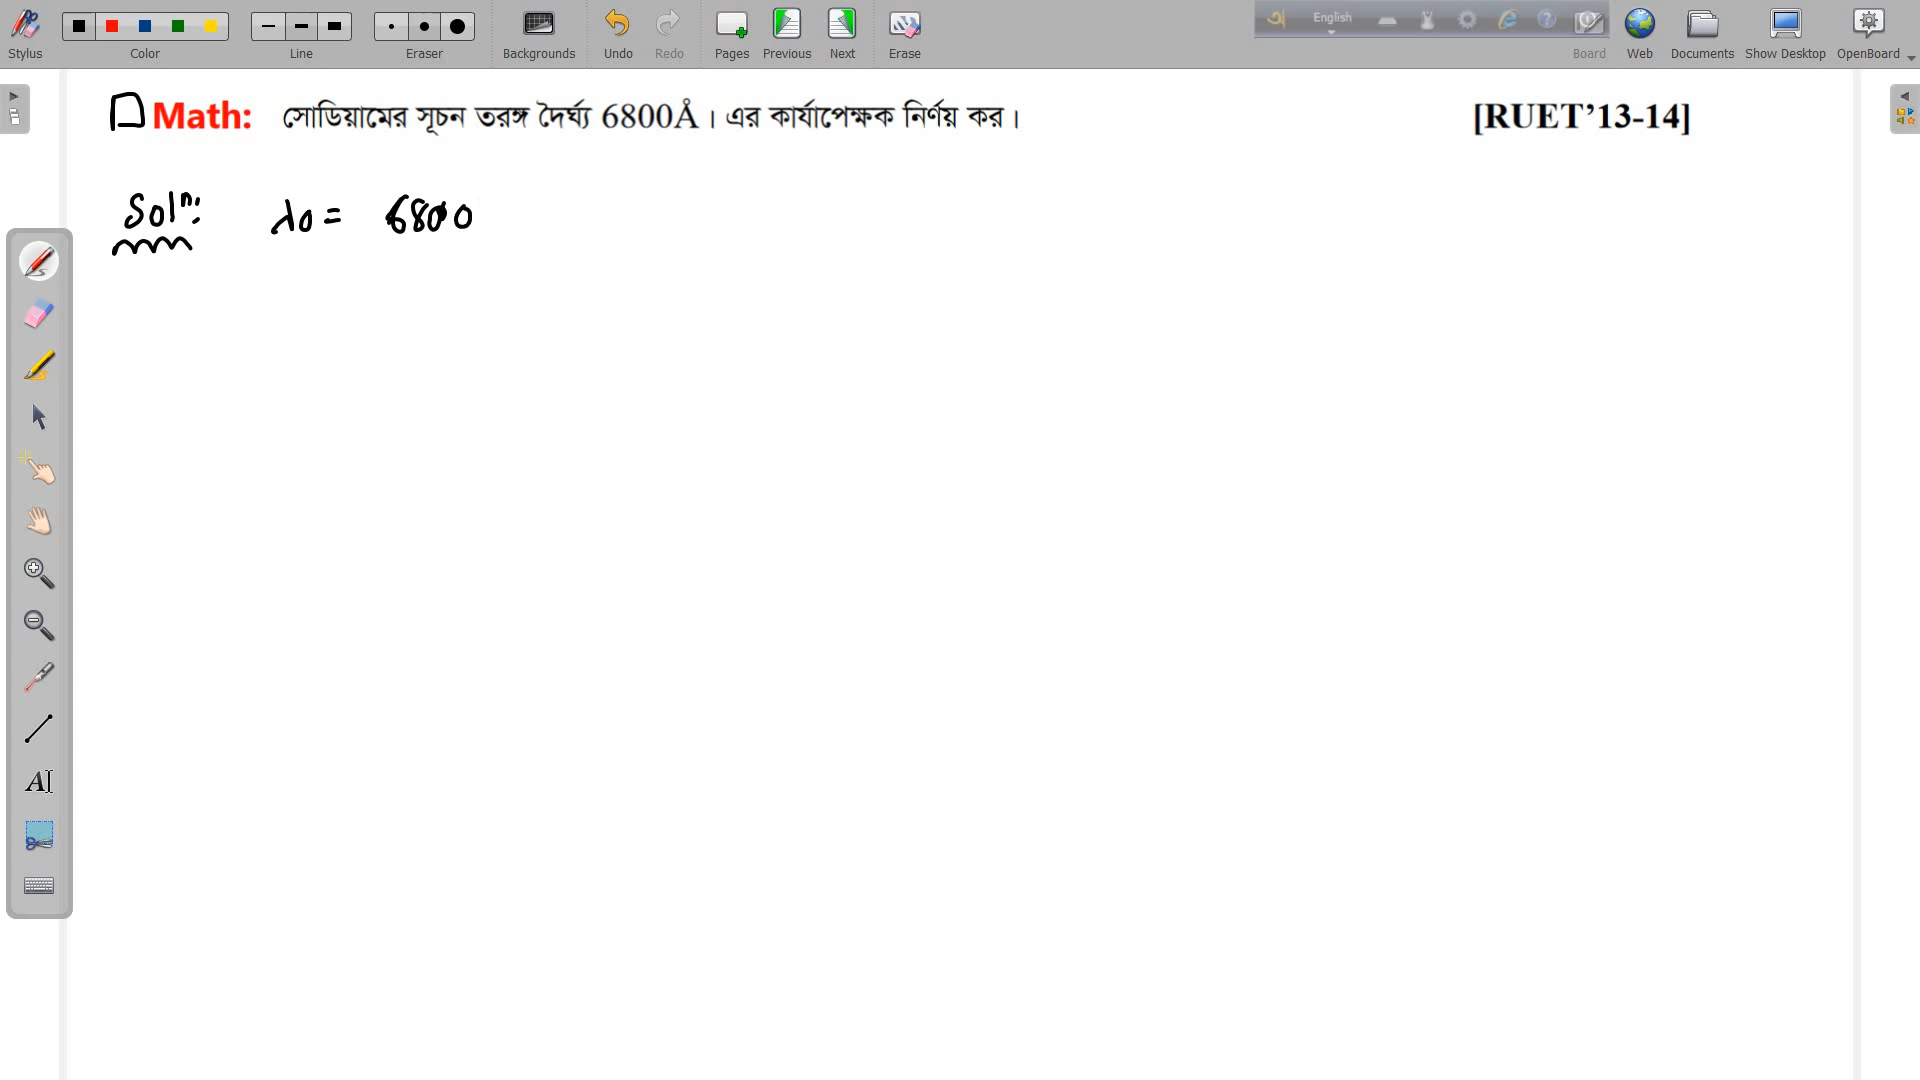 Stylus Color Line Eraser Backgrounds Undo Redo Pages Previous Next Erase English Board Web Documents Show Desktop OpenBoard
Math: সোডিয়ামের সূচন তরঙ্গ দৈর্ঘ্য 6800Å। এর কার্যাপেক্ষক নির্ণয় কর। [RUET’13-14]
Solⁿ: λ₀ = 6800